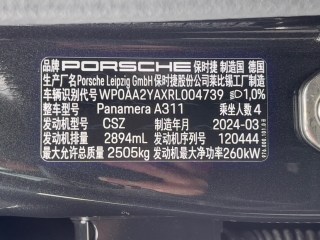 品牌 PORSCHE 保时捷 制造国 德国
生产厂名 Porsche Leipzig GmbH 保时捷股份公司莱比锡工厂制造
车辆识别代号 WP0AA2YAXRL004739 1,0%
整车型号 Panamera A311 乘坐人数 4
发动机型号 CSZ 制造年月 2024-03
发动机排量 2894mL 发动机序列号 120444
最大允许总质量 2505kg 发动机最大净功率 260kW